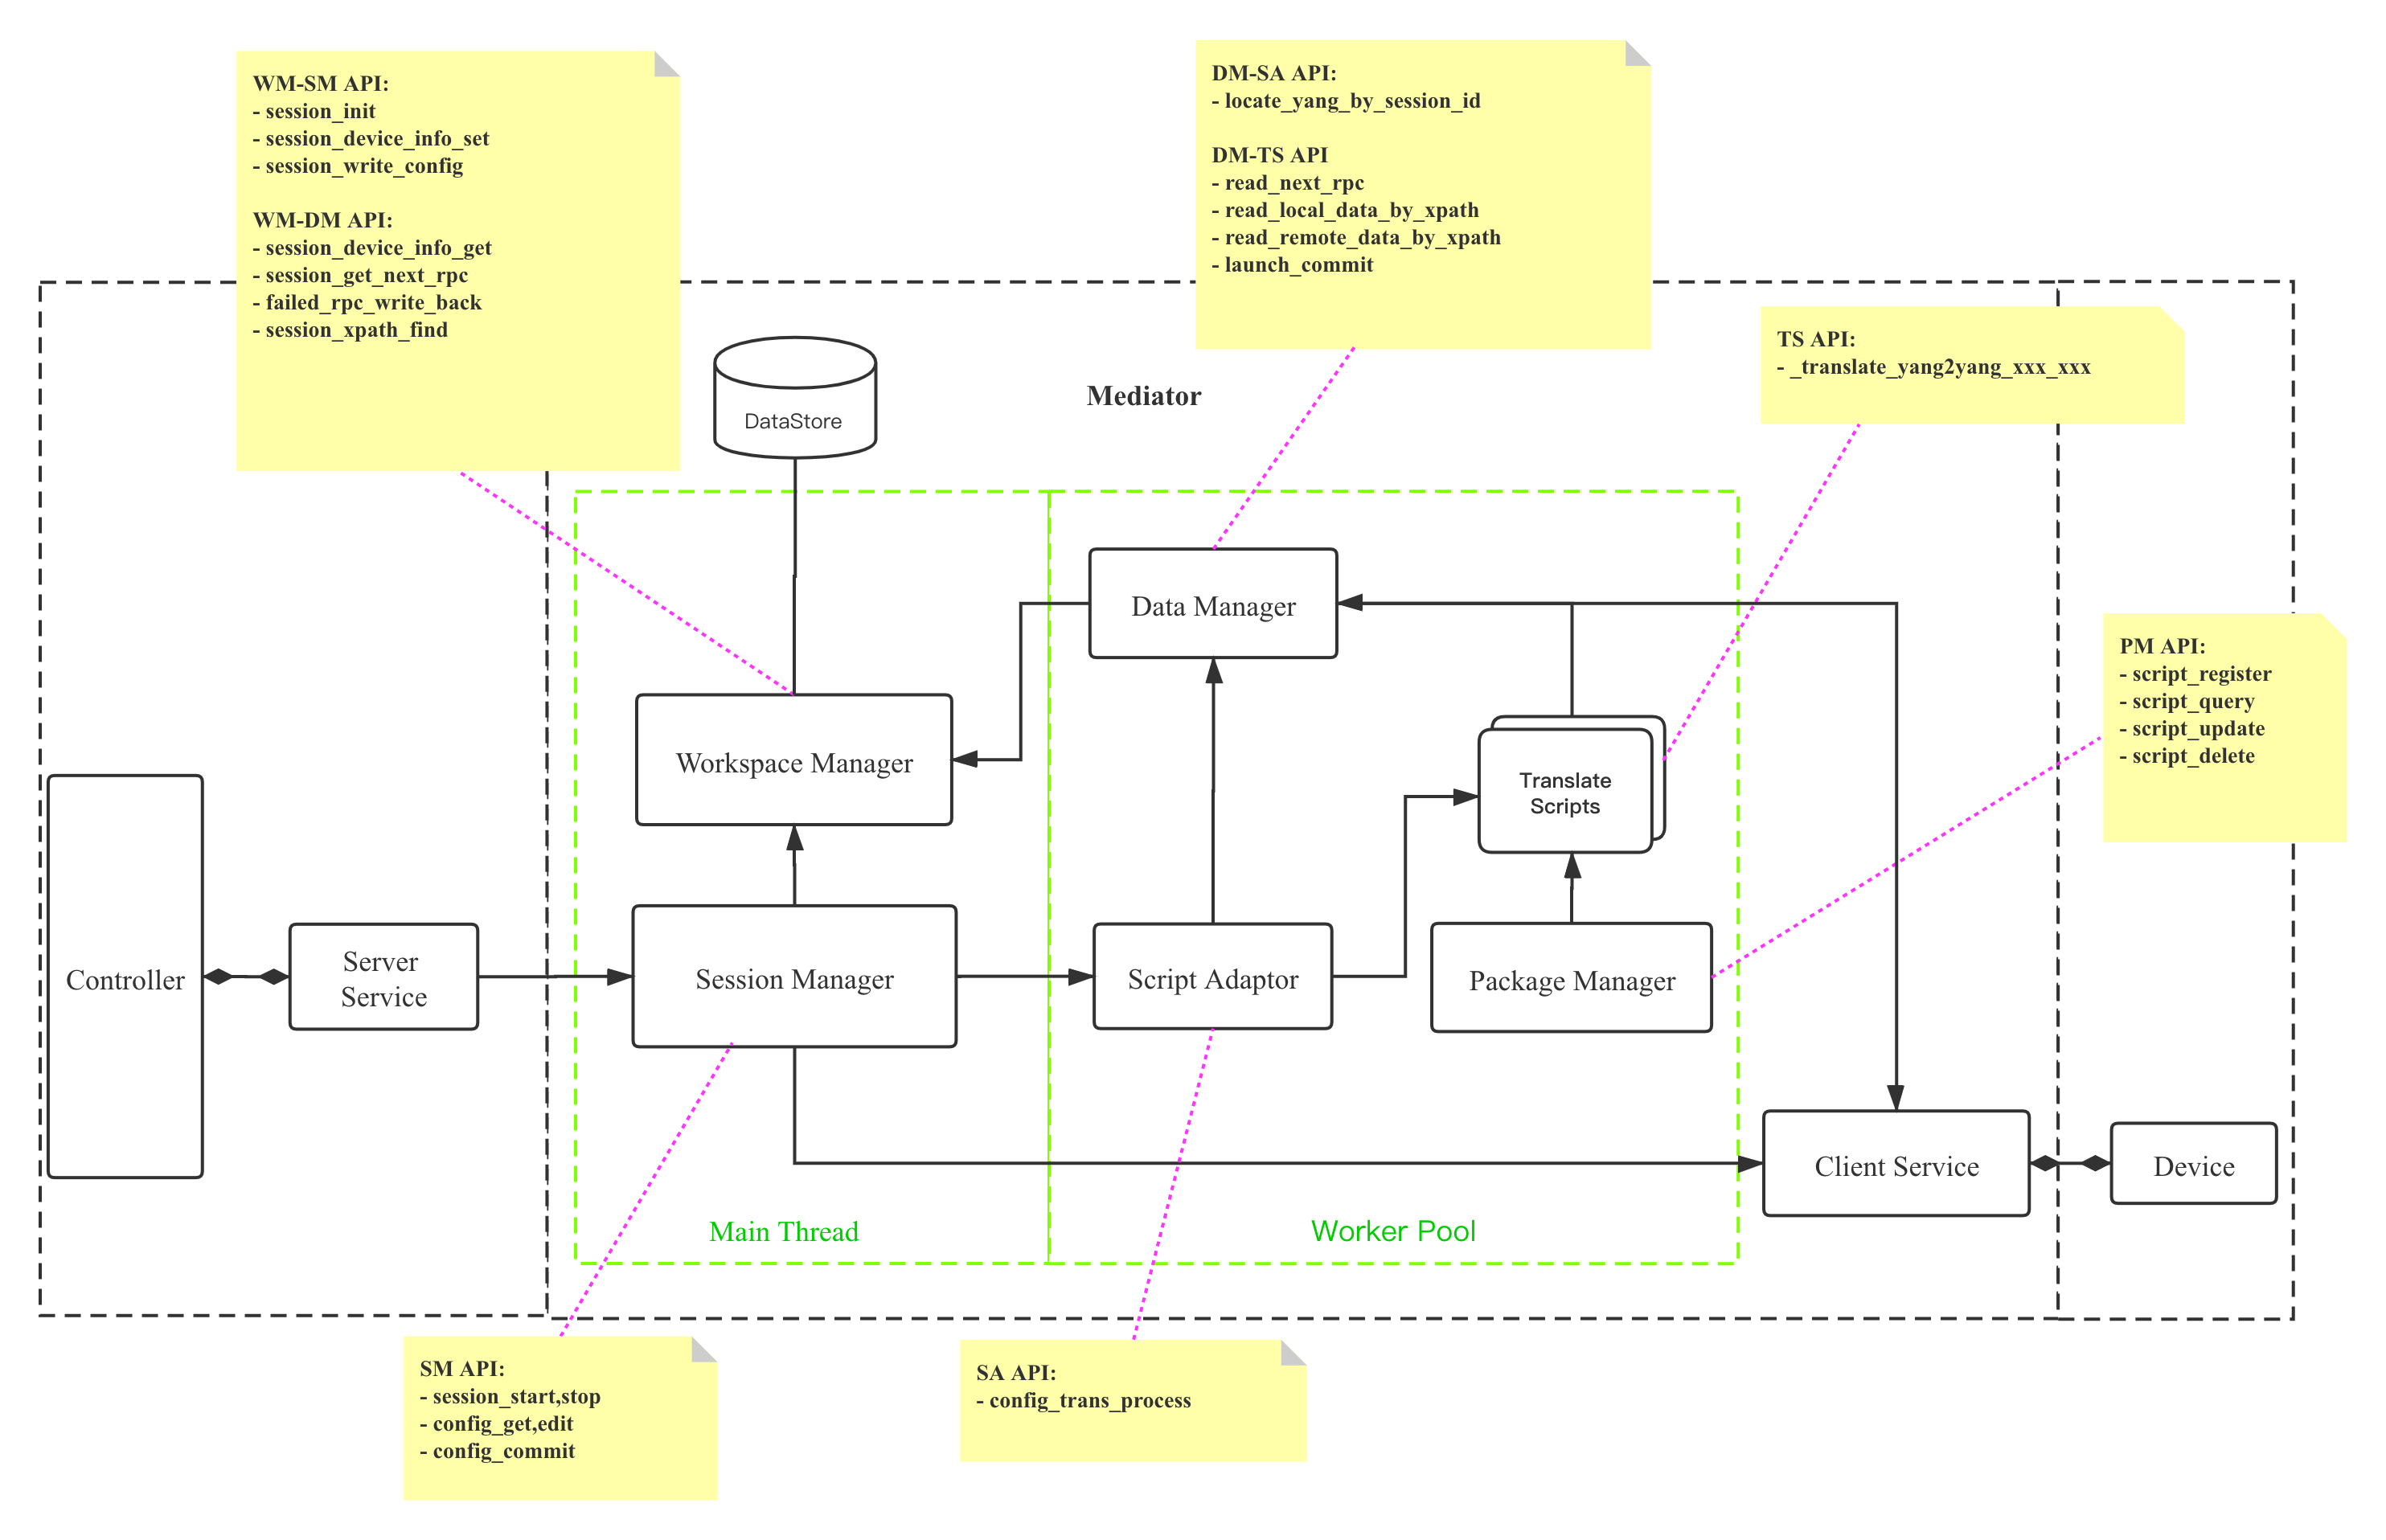 WM-SM API:
- session_init
- session_device_info_set
- session_write_config
WM-DM API:
- session_device_info_get
- session_get_next_rpc
- failed_rpc_write_back
- session_xpath_find
DM-SA API:
- locate_yang_by_session_id
DM-TS API
- read_next_rpc
- read_local_data_by_xpath
- read_remote_data_by_xpath
- launch_commit
TS API:
- _translate_yang2yang_xxx_xxx
DataStore
Mediator
Data Manager
PM API:
- script_register
- script_query
- script_update
- script_delete
Workspace Manager
Translate
Scripts
Controller
Server
Service
Session Manager
Script Adaptor
Package Manager
Client Service
Device
Main Thread
Worker Pool
SM API:
- session_start,stop
- config_get,edit
- config_commit
SA API:
- config_trans_process